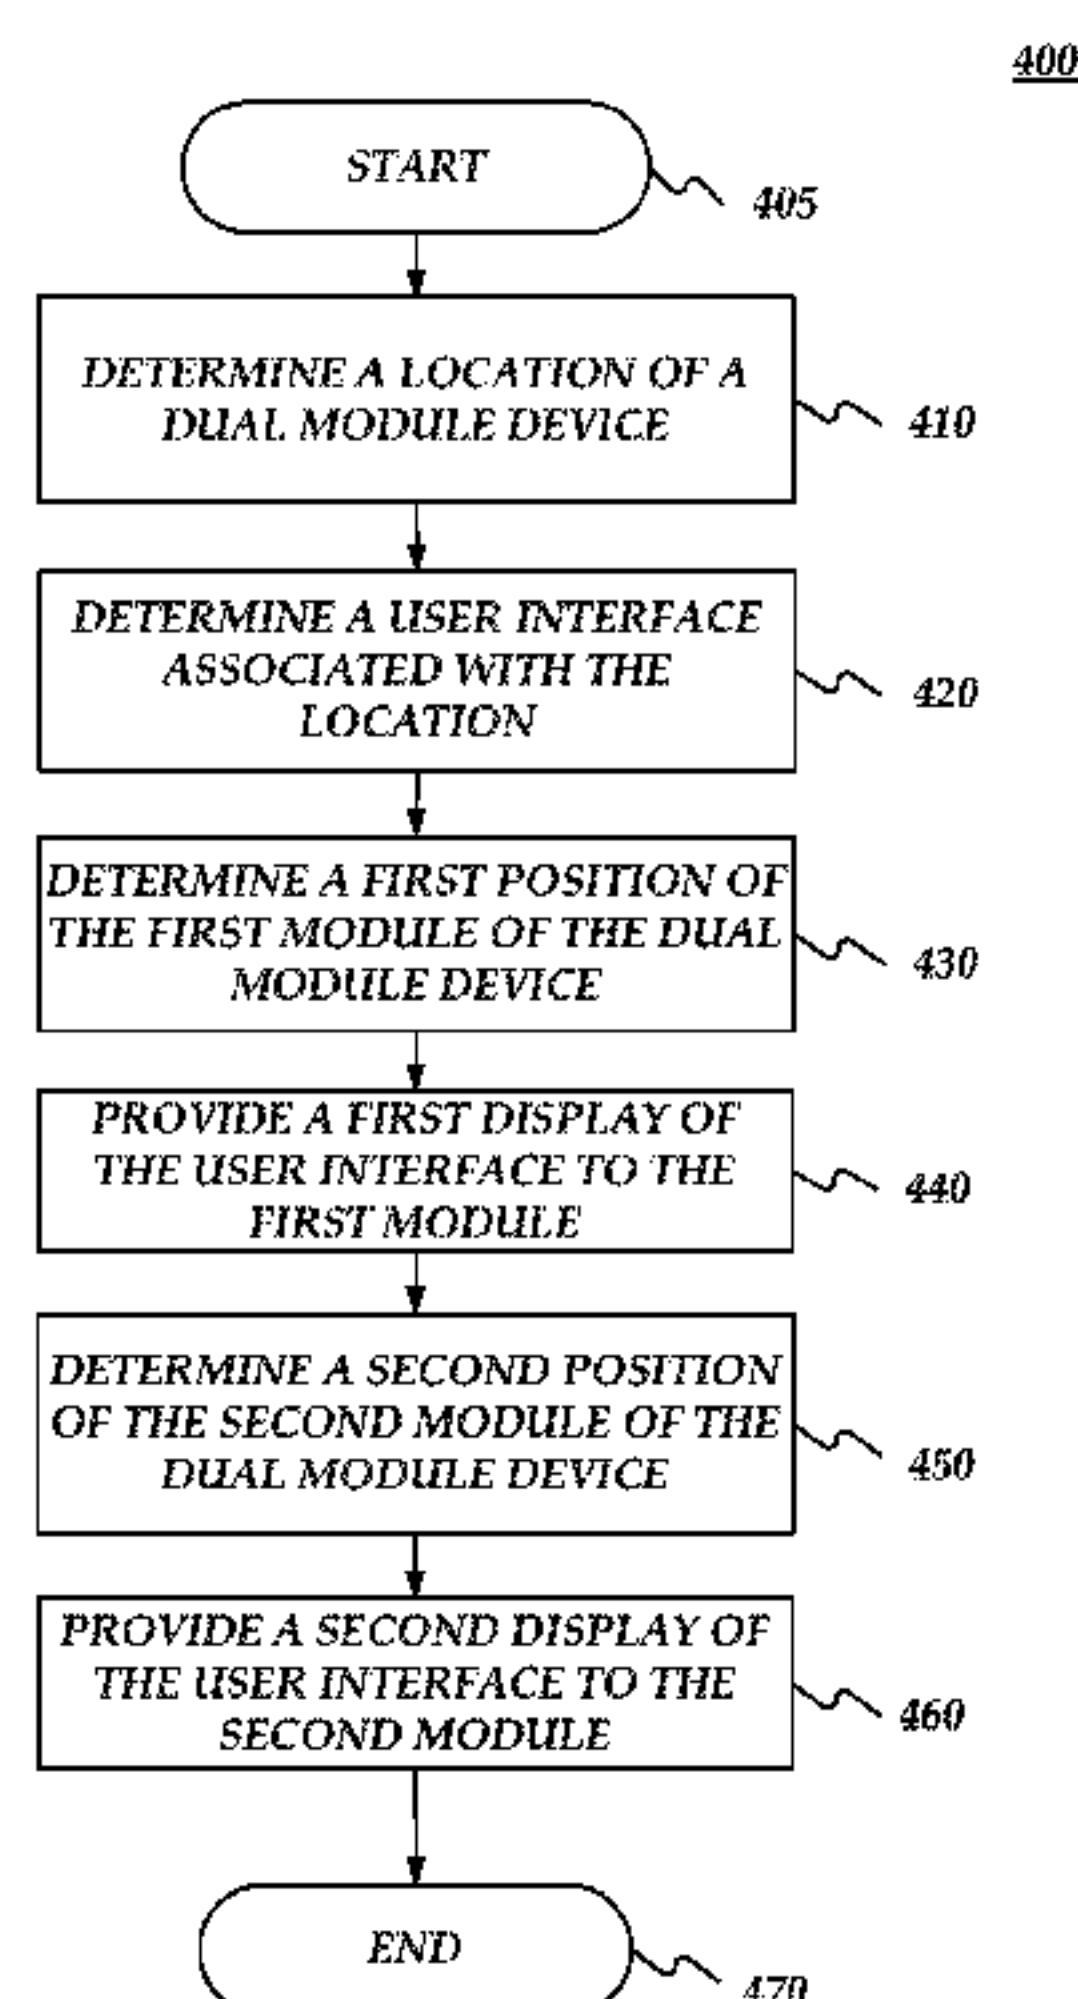 400
START
405
DETERMINE A LOCATION OF A
DUAL MODULE DEVICE
410
DETERMINE A USER INTERFACE
ASSOCIATED WITH THE
LOCATION
420
DETERMINE A FIRST POSITION OF
THE FIRST MODULE OF THE DUAL
MODULE DEVICE
430
PROVIDE A FIRST DISPLAY OF
THE USER INTERFACE TO THE
FIRST MODULE
440
DETERMINE A SECOND POSITION
OF THE SECOND MODULE OF THE
DUAL MODULE DEVICE
450
PROVIDE A SECOND DISPLAY OF
THE USER INTERFACE TO THE
SECOND MODULE
460
END
470